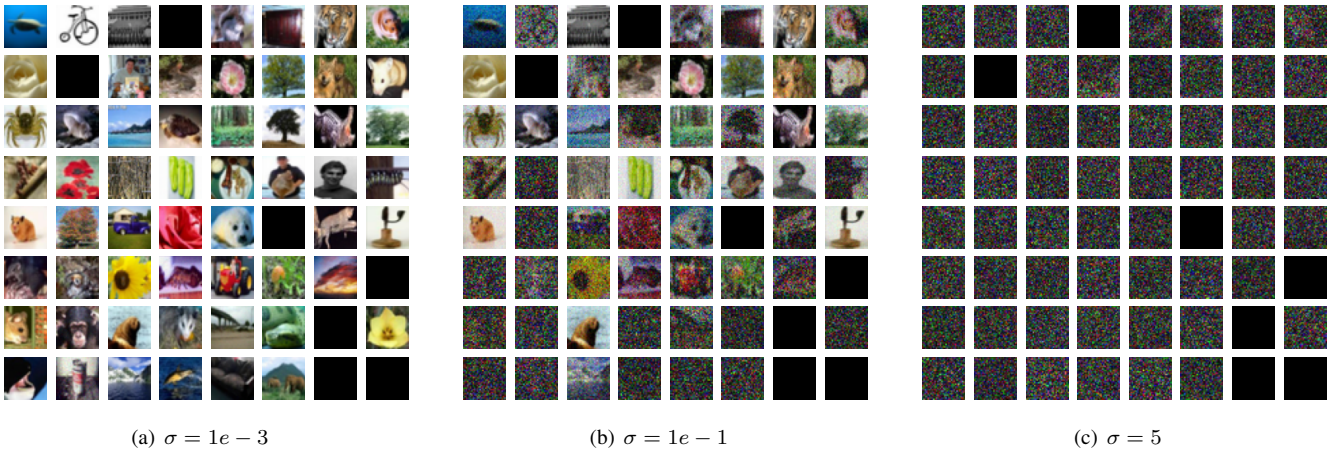 (a) σ = 1e − 3
(b) σ = 1e − 1
(c) σ = 5